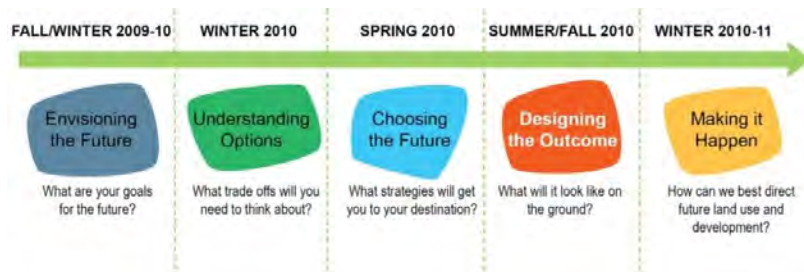 FALL/WINTER 2009-10
WINTER 2010
SPRING 2010
SUMMER/FALL 2010
WINTER 2010-11
Envisioning
the Future
Understanding
Options
Choosing
the Future
Designing
the Outcome
Making it
Happen
What are your goals
for the future?
What trade offs will you
need to think about?
What strategies will get
you to your destination?
What will it look like on
the ground?
How can we best direct
future land use and
development?